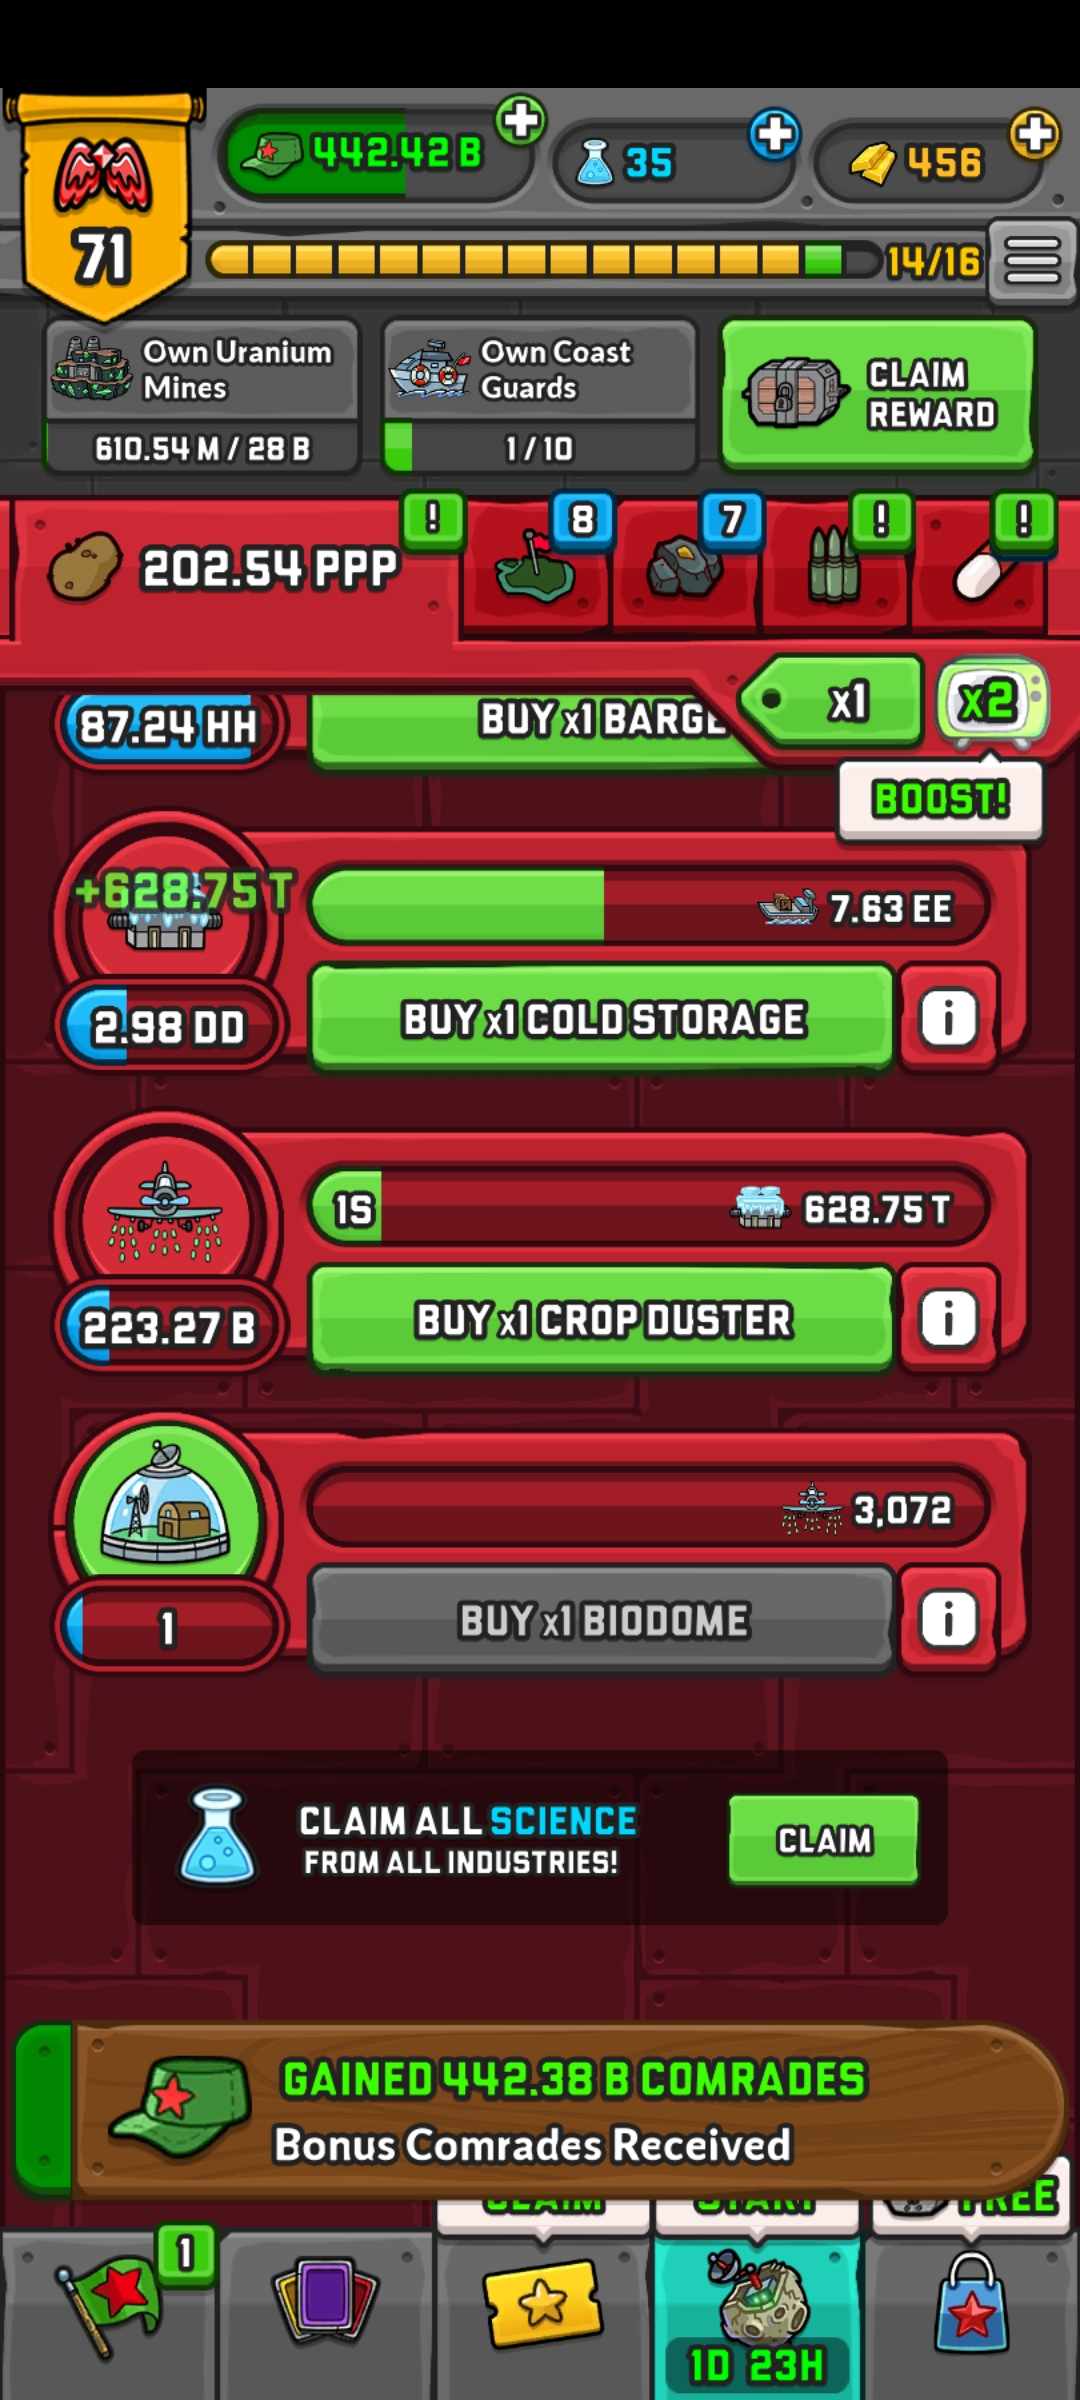 442.42 B
35
456
71
14/16
Own Uranium
Mines
610.54 M / 28 B
Own Coast
Guards
1 / 10
CLAIM
REWARD
202.54 PPP
!
8
7
!
!
x1
x2
BOOST!
87.24 HH
BUY x1 BARGE
+628.75 T
7.63 EE
2.98 DD
BUY x1 COLD STORAGE
i
1S
628.75 T
223.27 B
BUY x1 CROP DUSTER
i
3,072
1
BUY x1 BIODOME
i
CLAIM ALL SCIENCE
FROM ALL INDUSTRIES!
CLAIM
GAINED 442.38 B COMRADES
Bonus Comrades Received
CLAIM
START
FREE
1
1D 23H